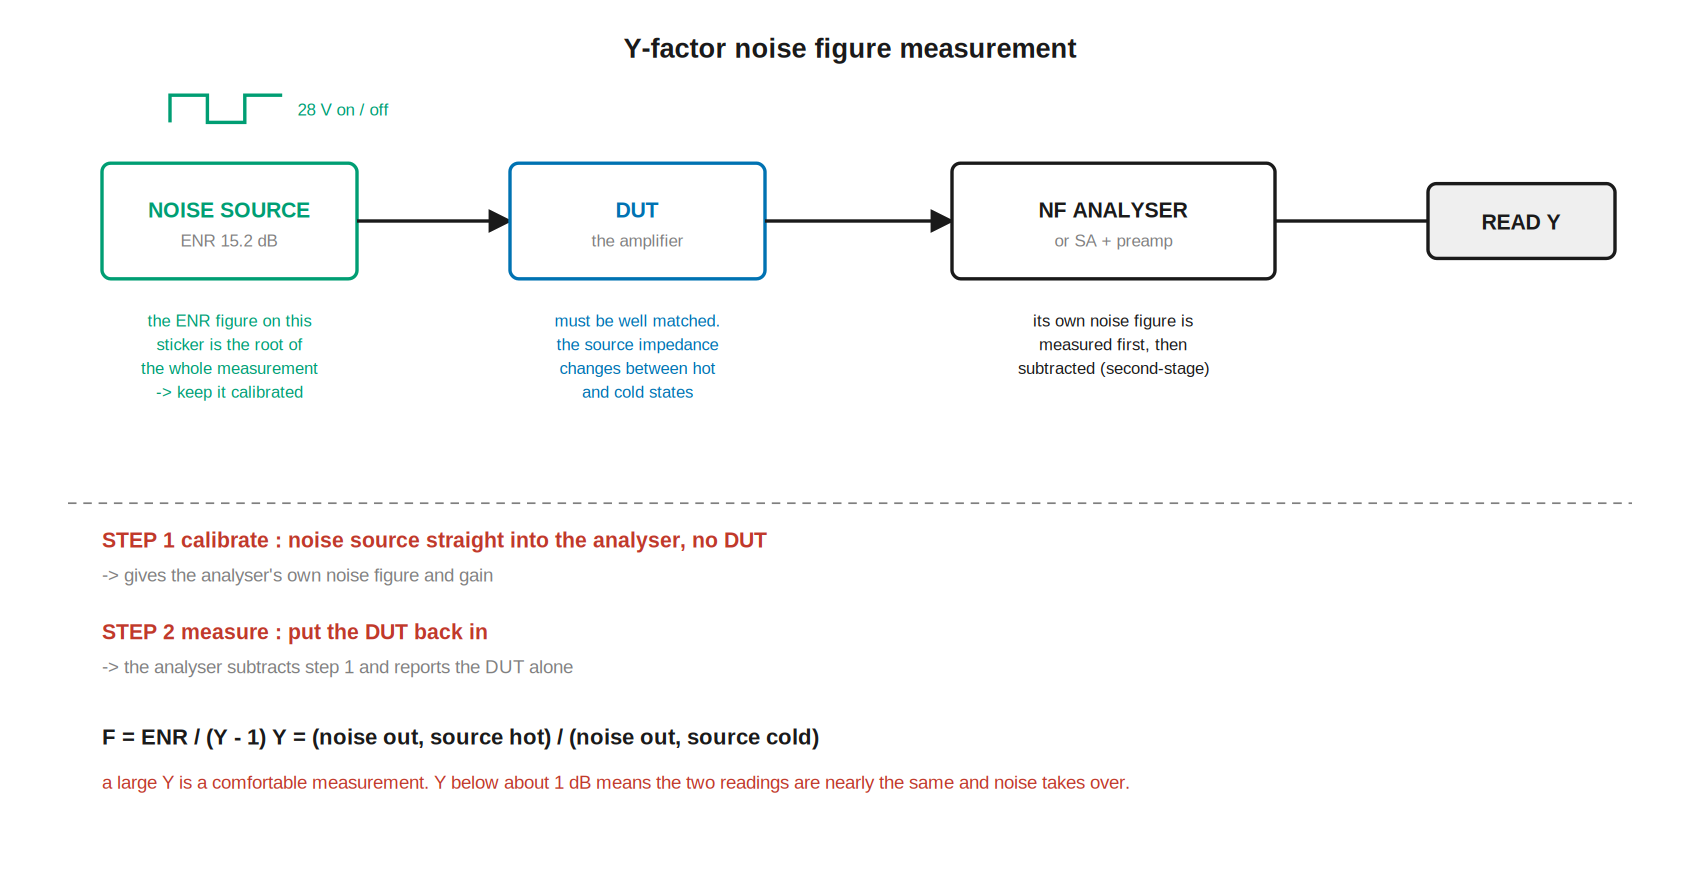 Y-factor noise figure measurement
28 V on / off
NOISE SOURCE
ENR 15.2 dB
DUT
the amplifier
NF ANALYSER
or SA + preamp
READ Y
the ENR figure on this
sticker is the root of
the whole measurement
-> keep it calibrated
must be well matched.
the source impedance
changes between hot
and cold states
its own noise figure is
measured first, then
subtracted (second-stage)
STEP 1 calibrate : noise source straight into the analyser, no DUT
-> gives the analyser's own noise figure and gain
STEP 2 measure : put the DUT back in
-> the analyser subtracts step 1 and reports the DUT alone
F = ENR / (Y - 1) Y = (noise out, source hot) / (noise out, source cold)
a large Y is a comfortable measurement. Y below about 1 dB means the two readings are nearly the same and noise takes over.